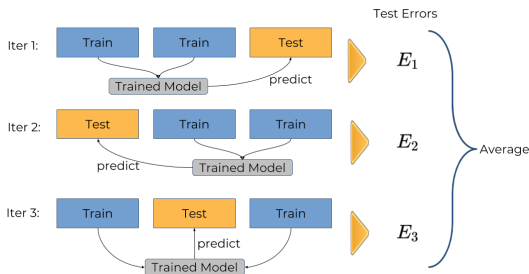 Test Errors
Iter 1: Train Train Test E1
Trained Model
predict
Iter 2: Test Train Train E2
Average
predict Trained Model
Iter 3: Train Test Train E3
predict
Trained Model